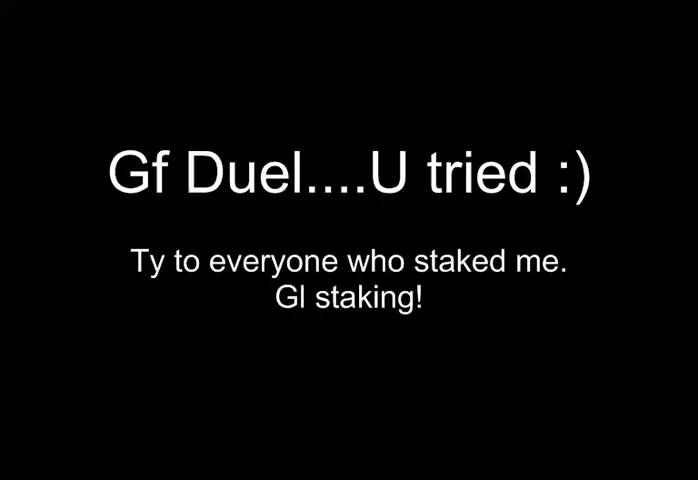 Gf Duel....U tried :)
Ty to everyone who staked me.
Gl staking!